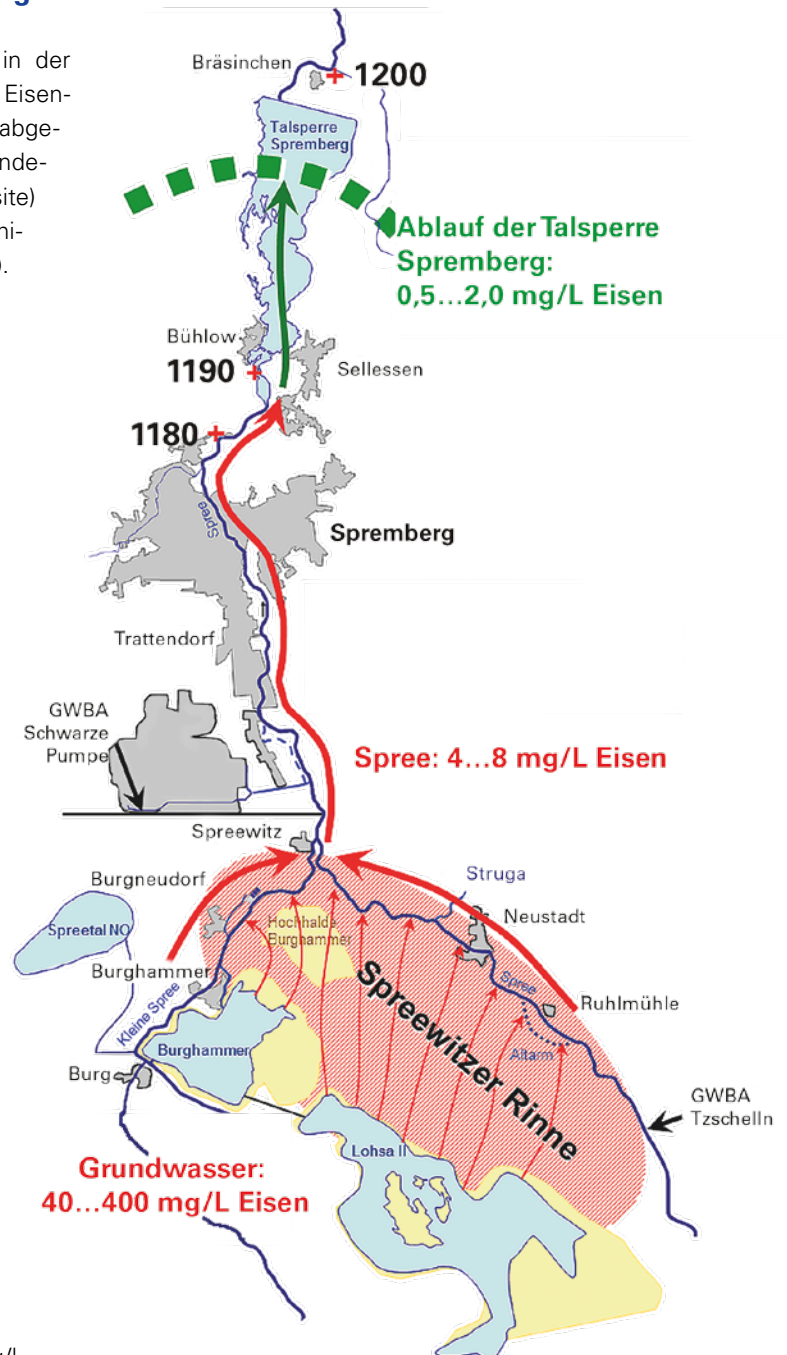 g
in der
Eisen-
abge-
nde-
site)
ni-
).
Bräsinchen
1200
Talsperre
Spremberg
Ablauf der Talsperre
Spremberg:
0,5...2,0 mg/L Eisen
Bühlow
1190
Sellessen
1180
Spree
Spremberg
Trattendorf
GWBA
Schwarze
Pumpe
Spree: 4...8 mg/L Eisen
Spreewitz
Burgneudorf
Struga
Spreetal NO
Hochhalde
Burghammer
Neustadt
Burghammer
Spree
Ruhlmühle
Kleine Spree
Spreewitzer Rinne
Burghammer
Altarm
Burg
GWBA
Tzschelln
Lohsa II
Grundwasser:
40...400 mg/L Eisen